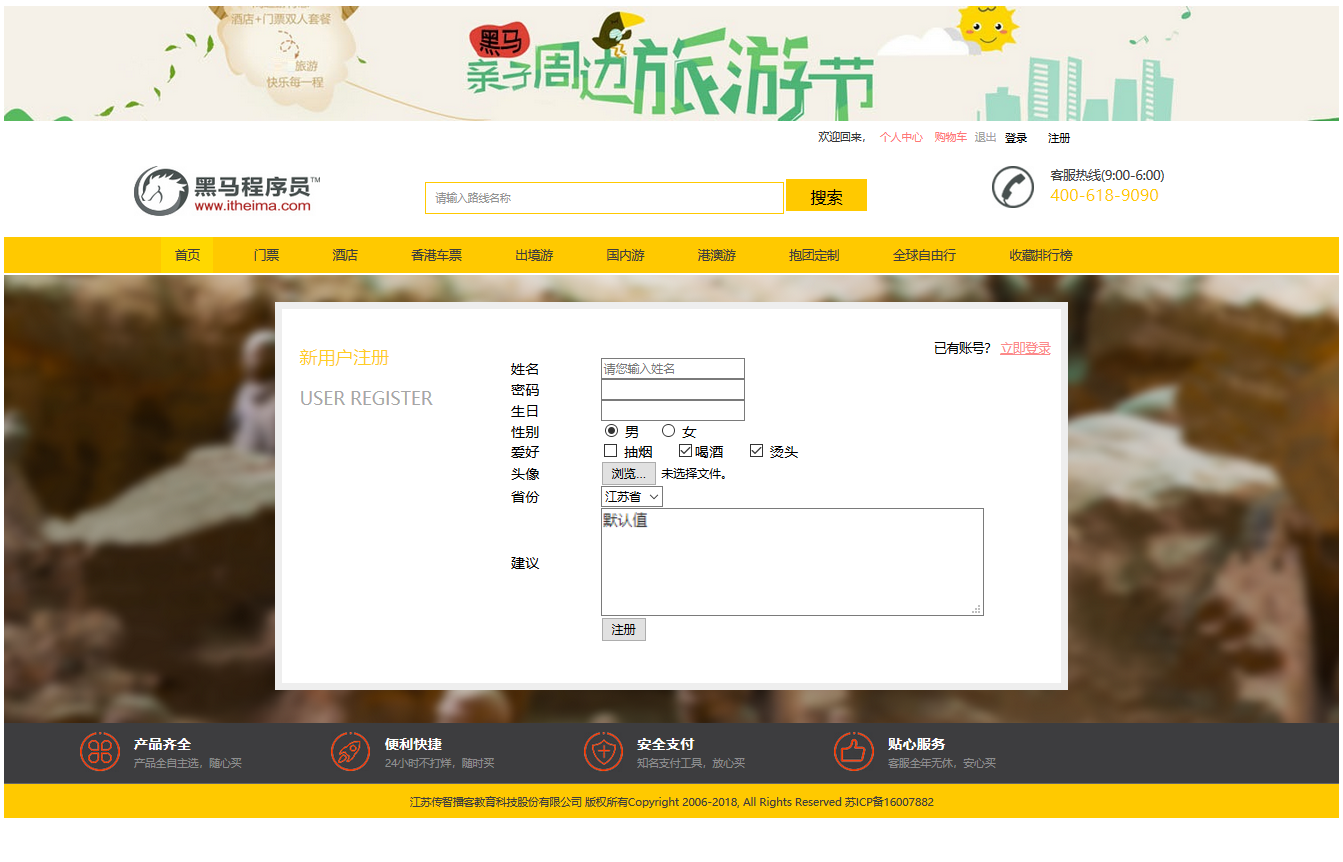 酒店+门票双人套餐
旅游
快乐每一程
黑马
亲子周边旅游节
欢迎回来， 个人中心 购物车 退出 登录 注册
黑马程序员™
www.itheima.com
请输入路线名称
搜索
客服热线(9:00-6:00)
400-618-9090
首页 门票 酒店 香港车票 出境游 国内游 港澳游 抱团定制 全球自由行 收藏排行榜
新用户注册
USER REGISTER
已有账号？ 立即登录
姓名 请您输入姓名
密码
生日
性别 男 女
爱好 抽烟 喝酒 烫头
头像 浏览... 未选择文件。
省份 江苏省
建议 默认值
注册
产品齐全
产品全自主选，随心买
便利快捷
24小时不打烊，随时买
安全支付
知名支付工具，放心买
贴心服务
客服全年无休，安心买
江苏传智播客教育科技股份有限公司 版权所有Copyright 2006-2018, All Rights Reserved 苏ICP备16007882